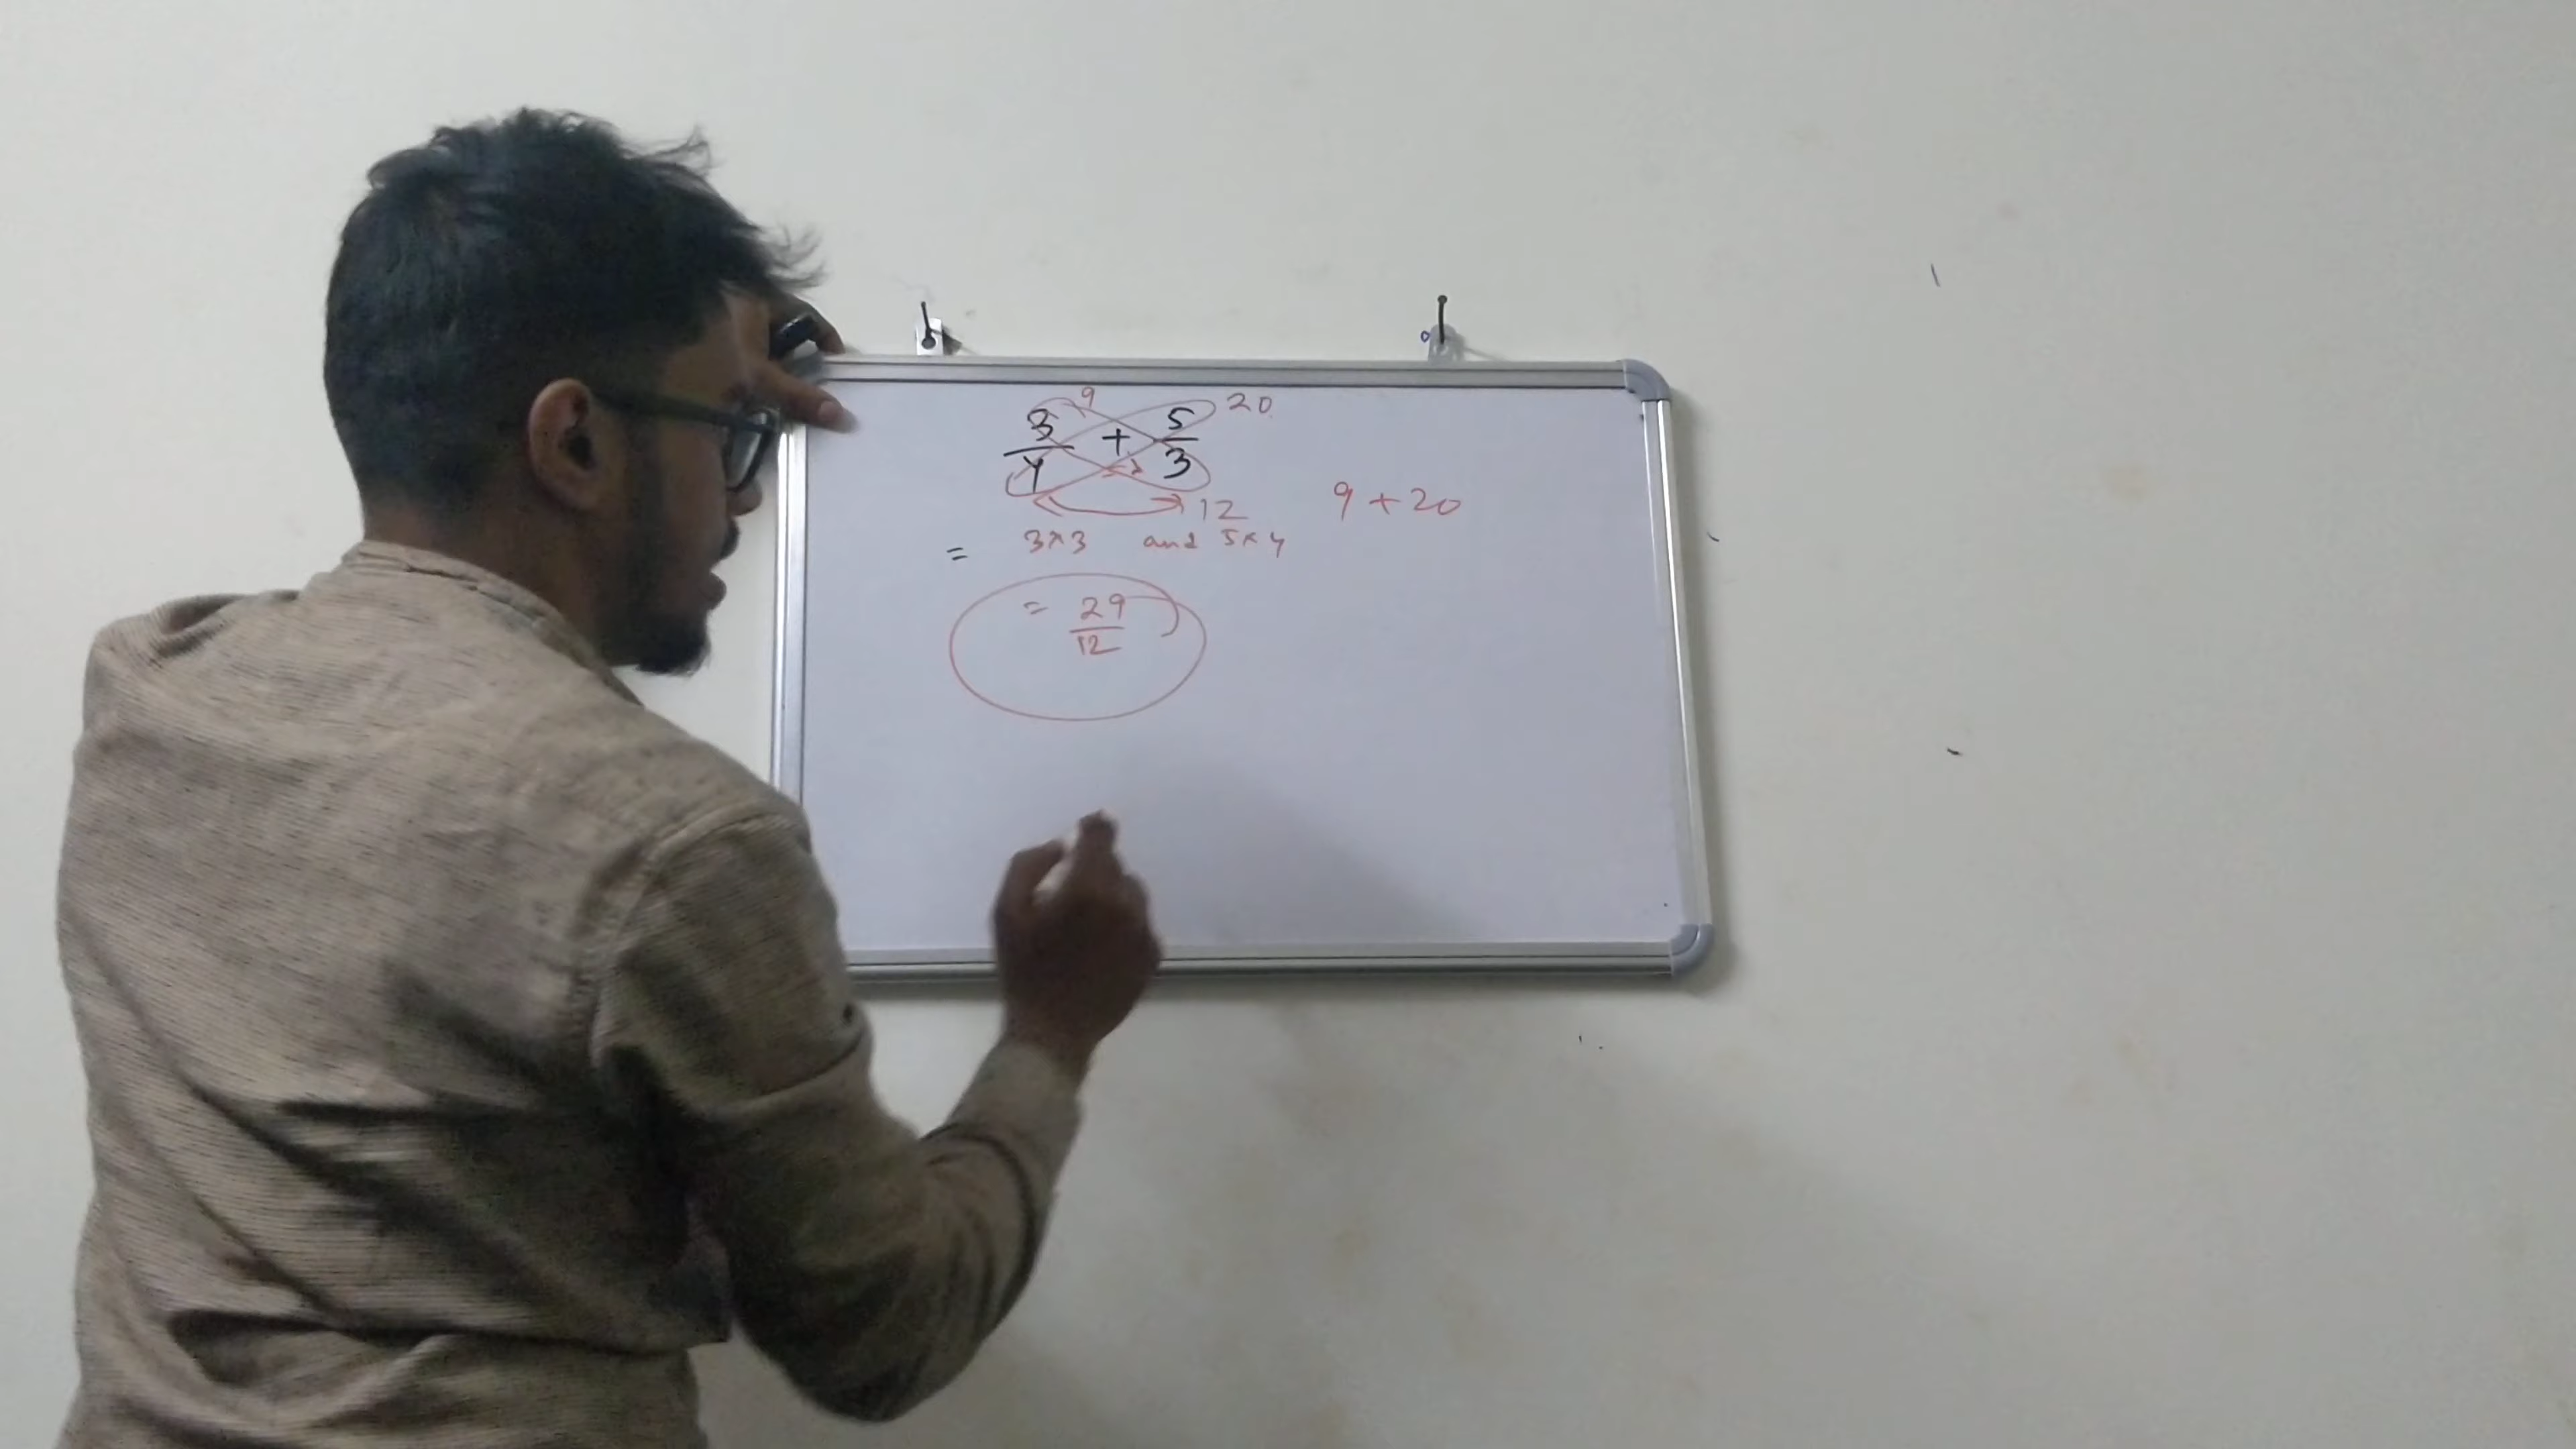 9 20
3/4 + 5/3
12 9 + 20
= 3×3 and 5×4
= 29/12